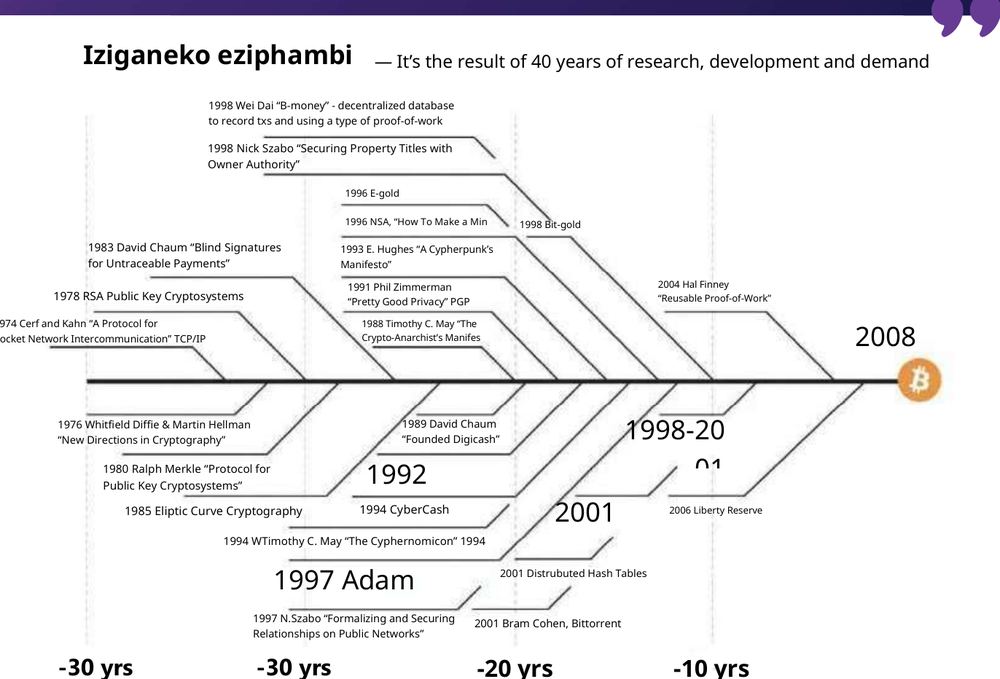 Iziganeko eziphambi — It’s the result of 40 years of research, development and demand
1998 Wei Dai “B-money” - decentralized database
to record txs and using a type of proof-of-work
1998 Nick Szabo “Securing Property Titles with
Owner Authority”
1996 E-gold
1996 NSA, “How To Make a Min
1998 Bit-gold
1983 David Chaum “Blind Signatures
for Untraceable Payments”
1993 E. Hughes “A Cypherpunk’s
Manifesto”
1991 Phil Zimmerman
“Pretty Good Privacy” PGP
1978 RSA Public Key Cryptosystems
2004 Hal Finney
“Reusable Proof-of-Work”
974 Cerf and Kahn “A Protocol for
ocket Network Intercommunication” TCP/IP
1988 Timothy C. May “The
Crypto-Anarchist’s Manifes
2008
1976 Whitfield Diffie & Martin Hellman
“New Directions in Cryptography”
1989 David Chaum
“Founded Digicash”
1998-20
01
1980 Ralph Merkle “Protocol for
Public Key Cryptosystems”
1992
1985 Eliptic Curve Cryptography
1994 CyberCash
2001
2006 Liberty Reserve
1994 WTimothy C. May “The Cyphernomicon” 1994
1997 Adam
2001 Distrubuted Hash Tables
1997 N.Szabo “Formalizing and Securing
Relationships on Public Networks”
2001 Bram Cohen, Bittorrent
-30 yrs
-30 yrs
-20 yrs
-10 yrs